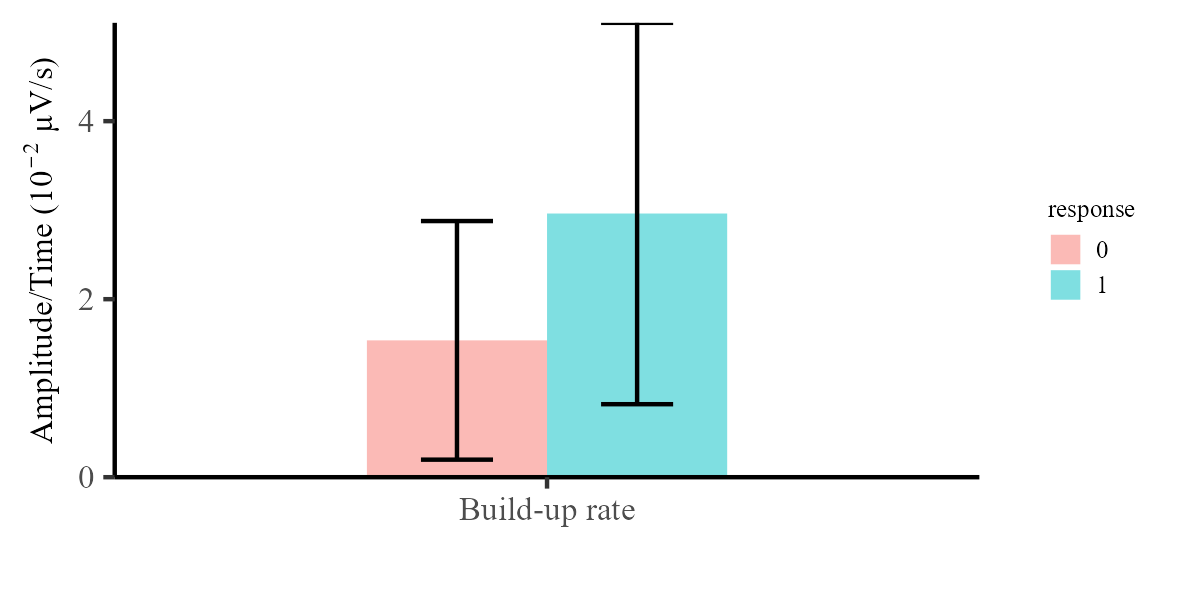 Amplitude/Time (10⁻² µV/s)
4
2
0
Build-up rate
response
0
1